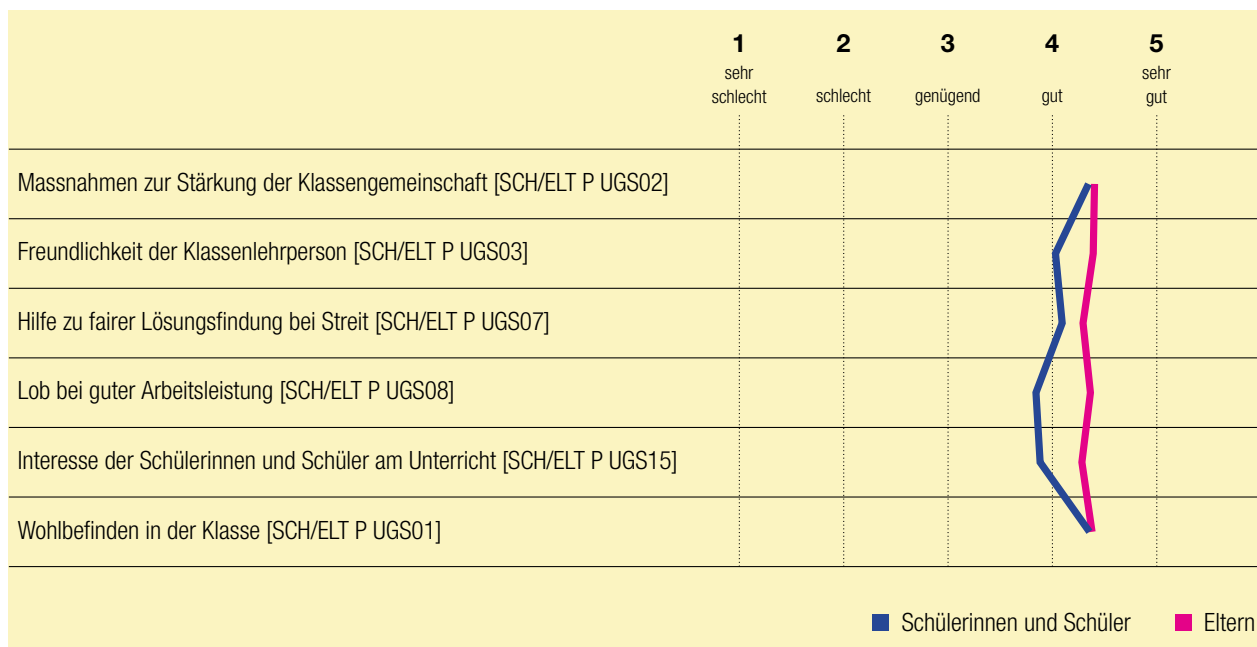 1 2 3 4 5
sehr schlecht schlecht genügend gut sehr gut
Massnahmen zur Stärkung der Klassengemeinschaft [SCH/ELT P UGS02]
Freundlichkeit der Klassenlehrperson [SCH/ELT P UGS03]
Hilfe zu fairer Lösungsfindung bei Streit [SCH/ELT P UGS07]
Lob bei guter Arbeitsleistung [SCH/ELT P UGS08]
Interesse der Schülerinnen und Schüler am Unterricht [SCH/ELT P UGS15]
Wohlbefinden in der Klasse [SCH/ELT P UGS01]
Schülerinnen und Schüler Eltern